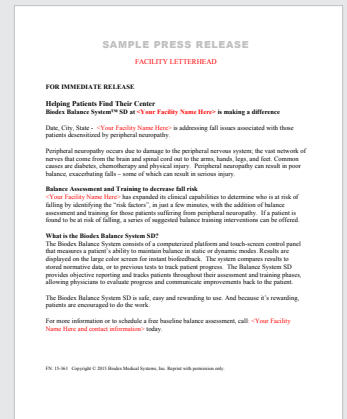 SAMPLE PRESS RELEASE
FACILITY LETTERHEAD
FOR IMMEDIATE RELEASE
Helping Patients Find Their Center
Biodex Balance System™ SD at <Your Facility Name Here> is making a difference
Date, City, State - <Your Facility Name Here> is addressing fall issues associated with those
patients desensitized by peripheral neuropathy.
Peripheral neuropathy occurs due to damage to the peripheral nervous system; the vast network of
nerves that come from the brain and spinal cord out to the arms, hands, legs, and feet. Common
causes are diabetes, chemotherapy and physical injury. Peripheral neuropathy can result in poor
balance, exacerbating falls – some of which can result in serious injury.
Balance Assessment and Training to decrease fall risk
<Your Facility Name Here> has expanded its clinical capabilities to determine who is at risk of
falling by identifying the "risk factors", in just a few minutes, with the addition of balance
assessment and training for those patients suffering from peripheral neuropathy. If a patient is
found to be at risk of falling, a series of suggested balance training interventions can be offered.
What is the Biodex Balance System SD?
The Biodex Balance System consists of a computerized platform and touch-screen control panel
that measures a patient's ability to maintain balance in static or dynamic modes. Results are
displayed on the large color screen for instant biofeedback. The system compares results to
stored normative data, or to previous tests to track patient progress. The Balance System SD
provides objective reporting and tracks patients throughout their assessment and training phases,
allowing physicians to evaluate progress and communicate improvements back to the patient.
The Biodex Balance System SD is safe, easy and rewarding to use. And because it's rewarding,
patients are encouraged to do the work.
For more information or to schedule a free baseline balance assessment, call: <Your Facility
Name Here and contact information> today.
FN: 15-361 Copyright © 2015 Biodex Medical Systems, Inc. Reprint with permission only.